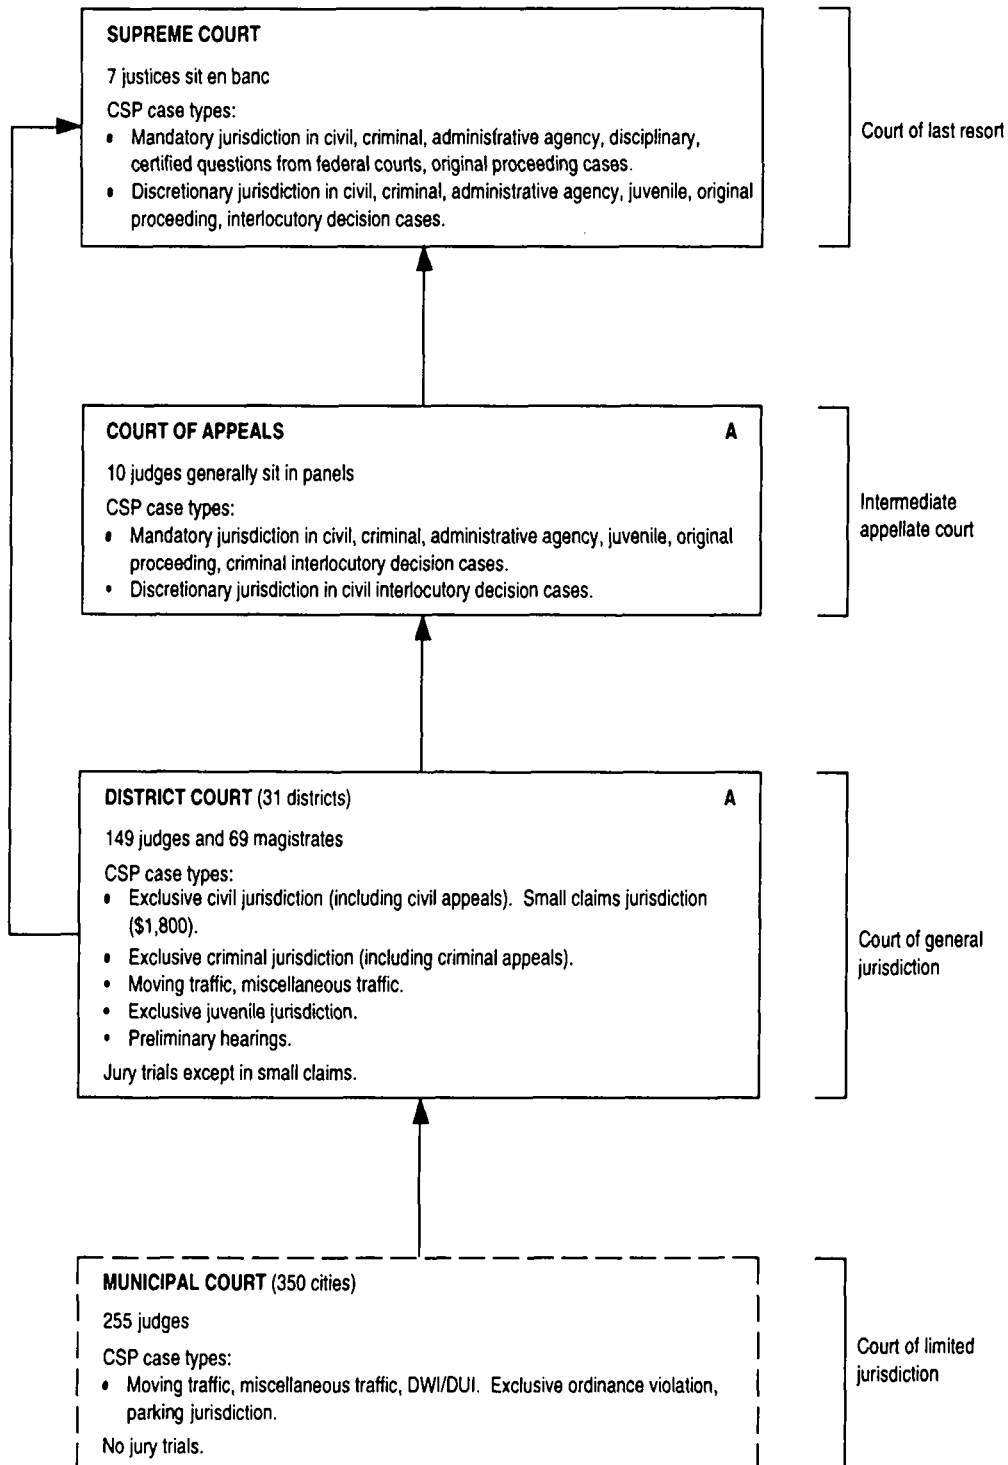 SUPREME COURT
7 justices sit en banc
CSP case types:
• Mandatory jurisdiction in civil, criminal, administrative agency, disciplinary,
certified questions from federal courts, original proceeding cases.
• Discretionary jurisdiction in civil, criminal, administrative agency, juvenile, original
proceeding, interlocutory decision cases.
Court of last resort
COURT OF APPEALS A
10 judges generally sit in panels
CSP case types:
• Mandatory jurisdiction in civil, criminal, administrative agency, juvenile, original
proceeding, criminal interlocutory decision cases.
• Discretionary jurisdiction in civil interlocutory decision cases.
Intermediate
appellate court
DISTRICT COURT (31 districts) A
149 judges and 69 magistrates
CSP case types:
• Exclusive civil jurisdiction (including civil appeals). Small claims jurisdiction
($1,800).
• Exclusive criminal jurisdiction (including criminal appeals).
• Moving traffic, miscellaneous traffic.
• Exclusive juvenile jurisdiction.
• Preliminary hearings.
Jury trials except in small claims.
Court of general
jurisdiction
MUNICIPAL COURT (350 cities)
255 judges
CSP case types:
• Moving traffic, miscellaneous traffic, DWI/DUI. Exclusive ordinance violation,
parking jurisdiction.
No jury trials.
Court of limited
jurisdiction